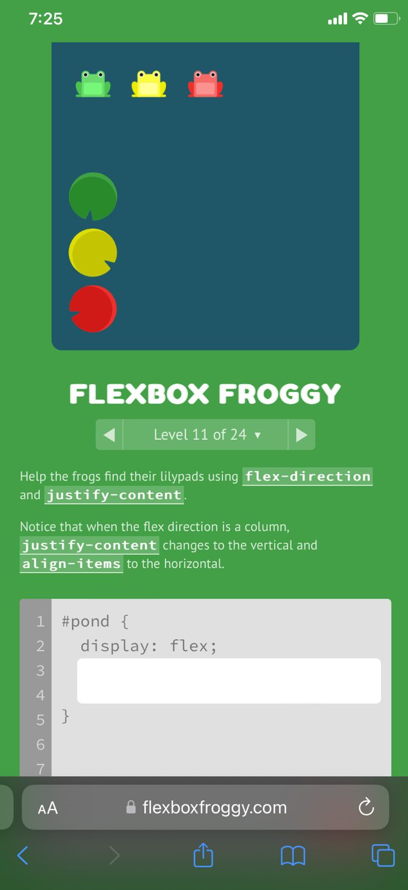 7:25
FLEXBOX FROGGY
Level 11 of 24 ▼
Help the frogs find their lilypads using flex-direction
and justify-content.
Notice that when the flex direction is a column,
justify-content changes to the vertical and
align-items to the horizontal.
1 #pond {
2 display: flex;
3
4
5 }
6
7
AA flexboxfroggy.com